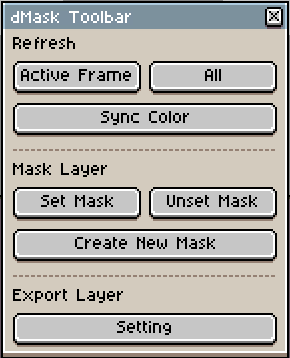 dMask Toolbar
Refresh
Active Frame All
Sync Color
Mask Layer
Set Mask Unset Mask
Create New Mask
Export Layer
Setting